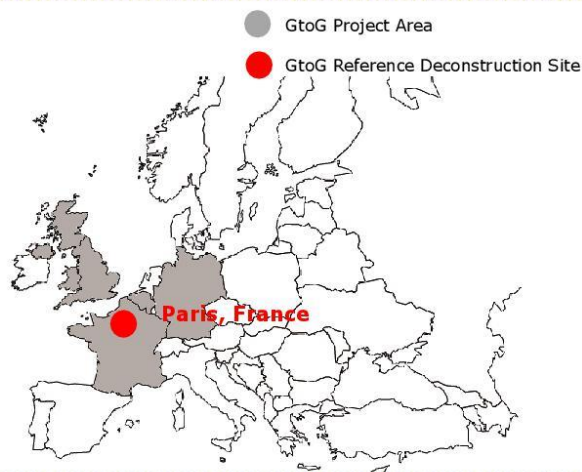 GtoG Project Area
GtoG Reference Deconstruction Site
Paris, France